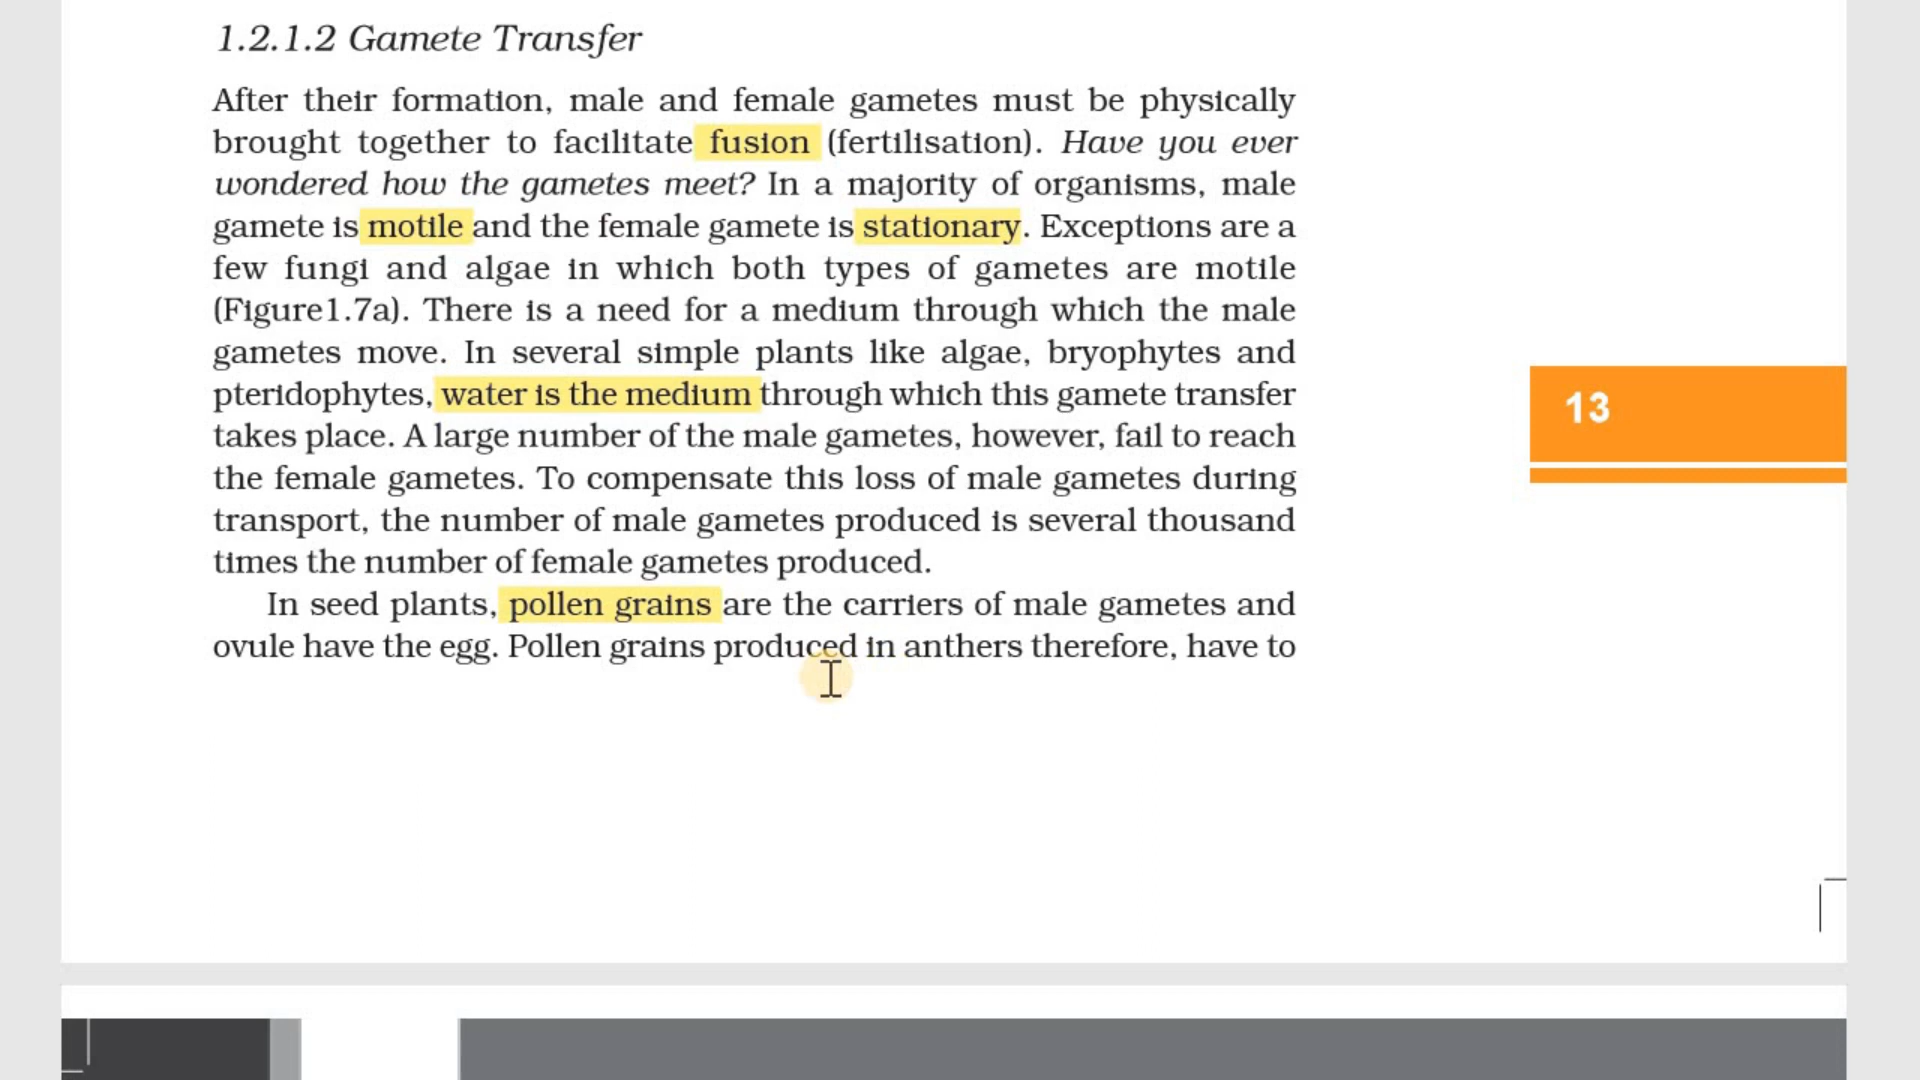 1.2.1.2 Gamete Transfer
After their formation, male and female gametes must be physically
brought together to facilitate fusion (fertilisation). Have you ever
wondered how the gametes meet? In a majority of organisms, male
gamete is motile and the female gamete is stationary. Exceptions are a
few fungi and algae in which both types of gametes are motile
(Figure1.7a). There is a need for a medium through which the male
gametes move. In several simple plants like algae, bryophytes and
pteridophytes, water is the medium through which this gamete transfer
takes place. A large number of the male gametes, however, fail to reach
the female gametes. To compensate this loss of male gametes during
transport, the number of male gametes produced is several thousand
times the number of female gametes produced.
In seed plants, pollen grains are the carriers of male gametes and
ovule have the egg. Pollen grains produced in anthers therefore, have to
13